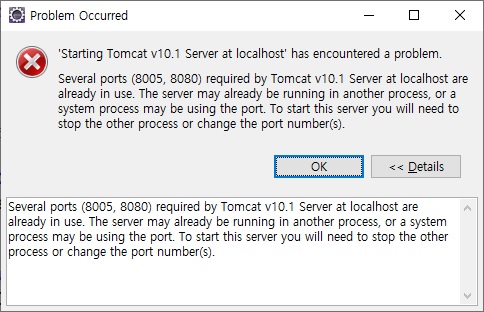 Problem Occurred
'Starting Tomcat v10.1 Server at localhost' has encountered a problem.
Several ports (8005, 8080) required by Tomcat v10.1 Server at localhost are
already in use. The server may already be running in another process, or a
system process may be using the port. To start this server you will need to
stop the other process or change the port number(s).
OK
<< Details
Several ports (8005, 8080) required by Tomcat v10.1 Server at localhost are
already in use. The server may already be running in another process, or a system
process may be using the port. To start this server you will need to stop the other
process or change the port number(s).